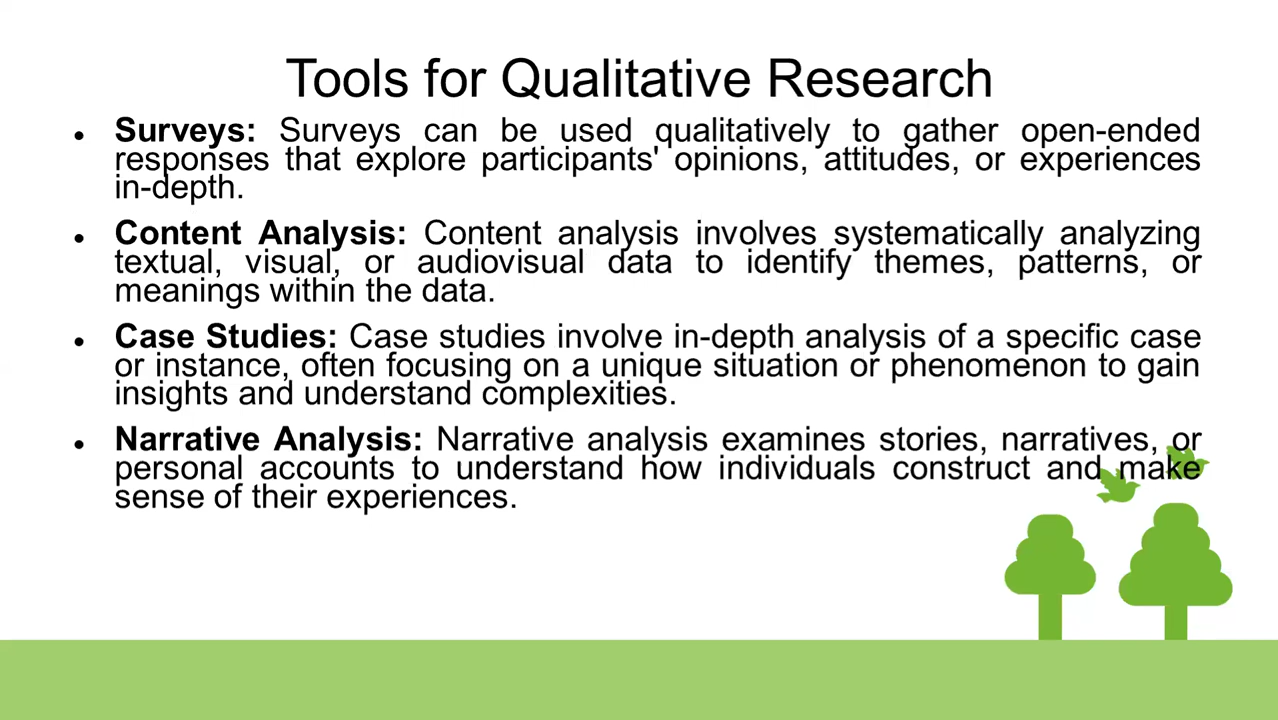 Tools for Qualitative Research
• Surveys: Surveys can be used qualitatively to gather open-ended
responses that explore participants' opinions, attitudes, or experiences
in-depth.
• Content Analysis: Content analysis involves systematically analyzing
textual, visual, or audiovisual data to identify themes, patterns, or
meanings within the data.
• Case Studies: Case studies involve in-depth analysis of a specific case
or instance, often focusing on a unique situation or phenomenon to gain
insights and understand complexities.
• Narrative Analysis: Narrative analysis examines stories, narratives, or
personal accounts to understand how individuals construct and make
sense of their experiences.